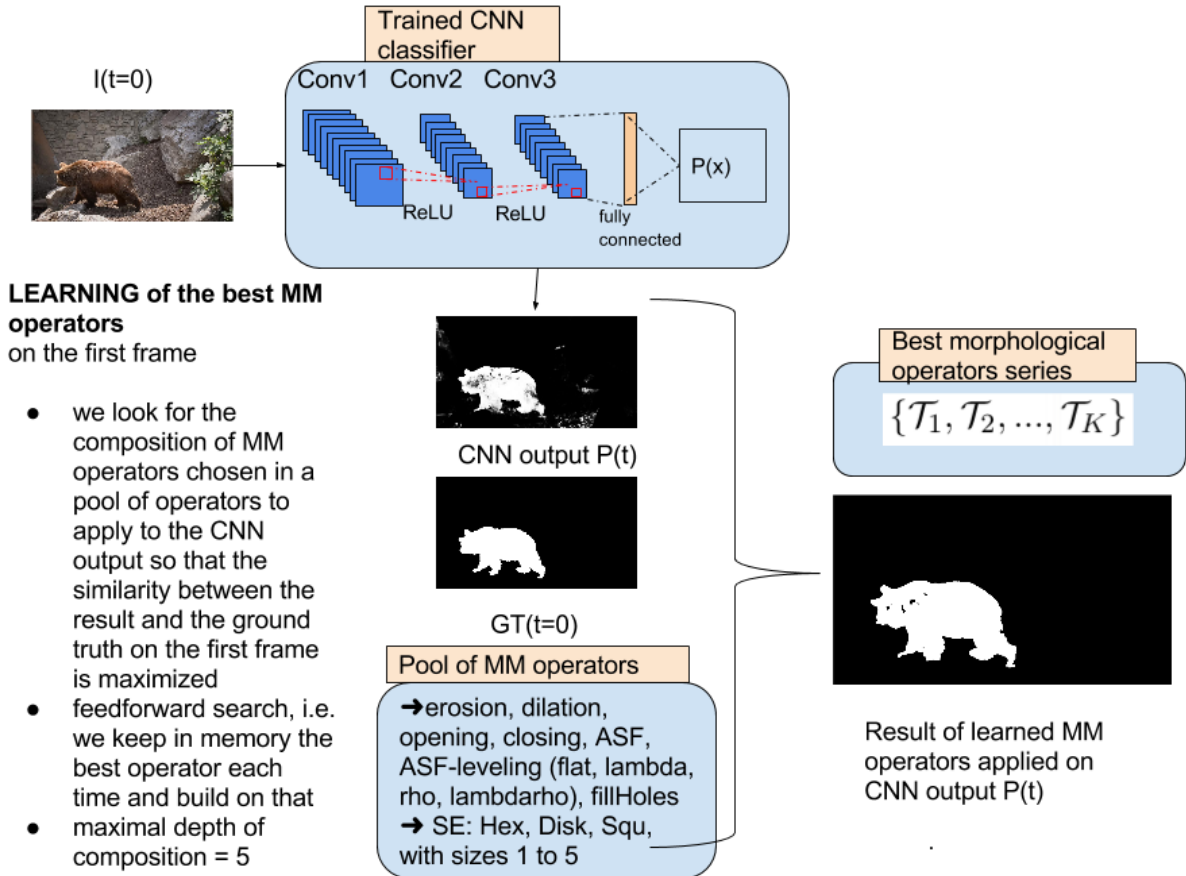 Trained CNN
classifier
I(t=0)
Conv1 Conv2 Conv3
P(x)
ReLU ReLU
fully
connected
LEARNING of the best MM
operators
on the first frame
● we look for the
composition of MM
operators chosen in a
pool of operators to
apply to the CNN
output so that the
similarity between the
result and the ground
truth on the first frame
is maximized
● feedforward search, i.e.
we keep in memory the
best operator each
time and build on that
● maximal depth of
composition = 5
CNN output P(t)
GT(t=0)
Pool of MM operators
➔erosion, dilation,
opening, closing, ASF,
ASF-leveling (flat, lambda,
rho, lambdarho), fillHoles
➔ SE: Hex, Disk, Squ,
with sizes 1 to 5
Best morphological
operators series
{𝒯1, 𝒯2, ..., 𝒯K}
Result of learned MM
operators applied on
CNN output P(t)
.